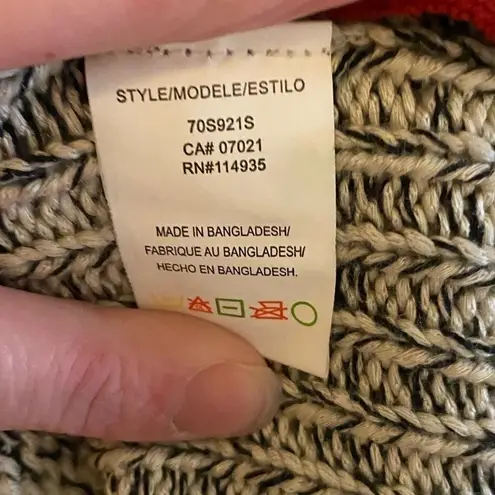 STYLE/MODELE/ESTILO
70S921S
CA# 07021
RN#114935
MADE IN BANGLADESH/
FABRIQUE AU BANGLADESH/
HECHO EN BANGLADESH.